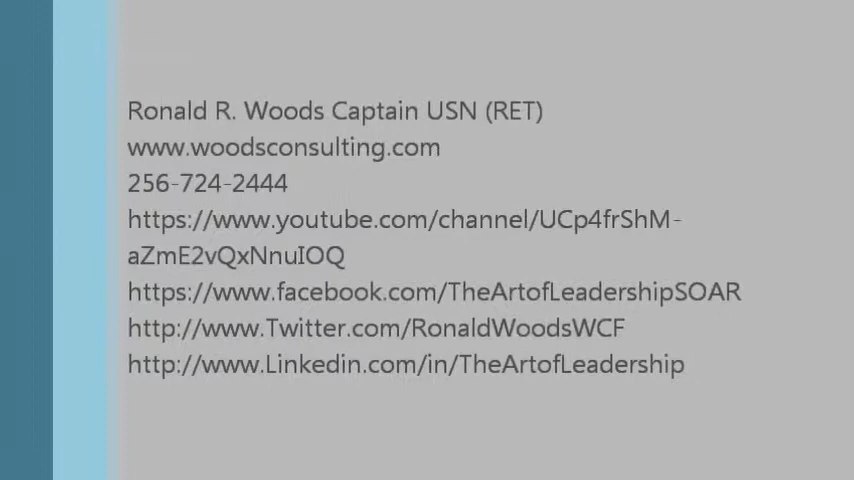 Ronald R. Woods Captain USN (RET)
www.woodsconsulting.com
256-724-2444
https://www.youtube.com/channel/UCp4frShM-
aZmE2vQxNnuIOQ
https://www.facebook.com/TheArtofLeadershipSOAR
http://www.Twitter.com/RonaldWoodsWCF
http://www.Linkedin.com/in/TheArtofLeadership